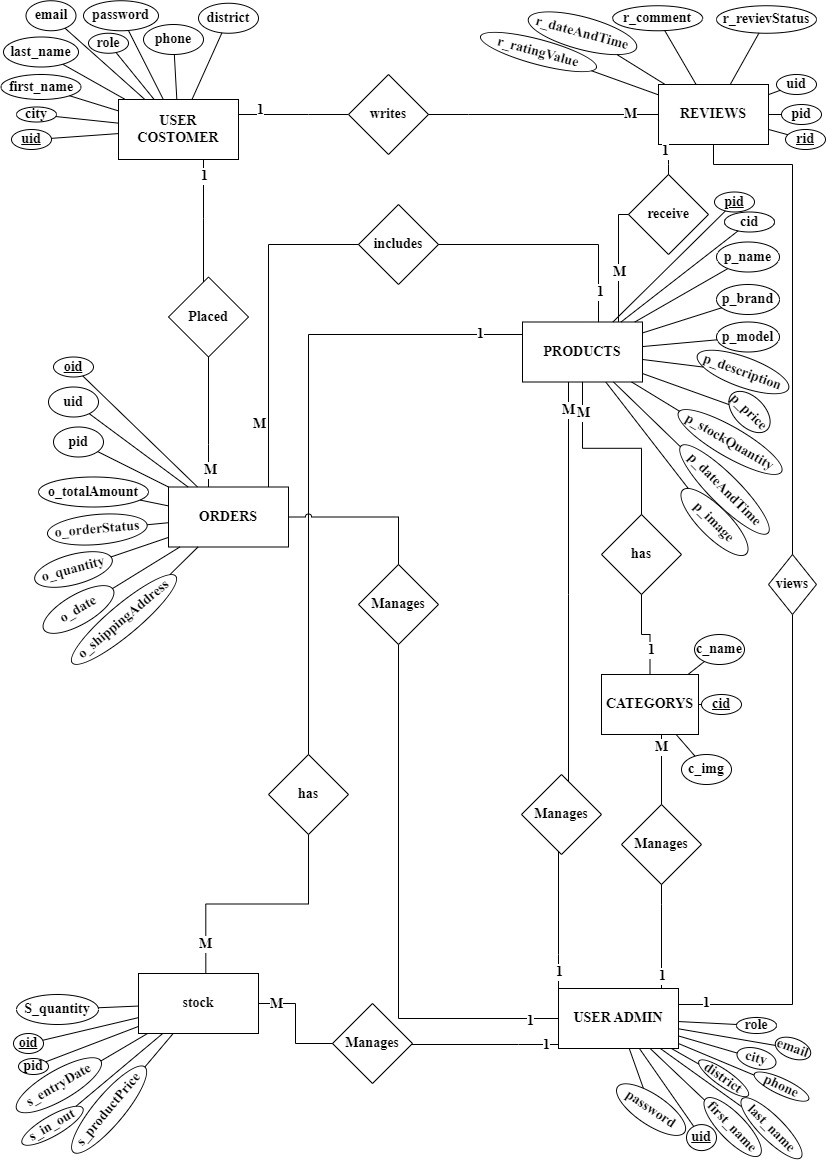 email
password
district
role
phone
last_name
first_name
city
uid
USER
COSTOMER
1
writes
M
r_dateAndTime
r_ratingValue
r_comment
r_revievStatus
REVIEWS
uid
pid
rid
1
1
receive
M
includes
M
1
Placed
M
pid
cid
p_name
p_brand
p_model
p_description
p_price
p_stockQuantity
p_dateAndTime
p_image
PRODUCTS
1
M
M
oid
uid
pid
o_totalAmount
o_orderStatus
o_quantity
o_date
o_shippingAddress
ORDERS
Manages
has
views
1
c_name
CATEGORYS
cid
c_img
M
has
Manages
Manages
M
1
1
stock
S_quantity
oid
pid
s_entryDate
s_in_out
s_productPrice
M
Manages
1
1
1
USER ADMIN
role
email
city
phone
district
last_name
first_name
uid
password